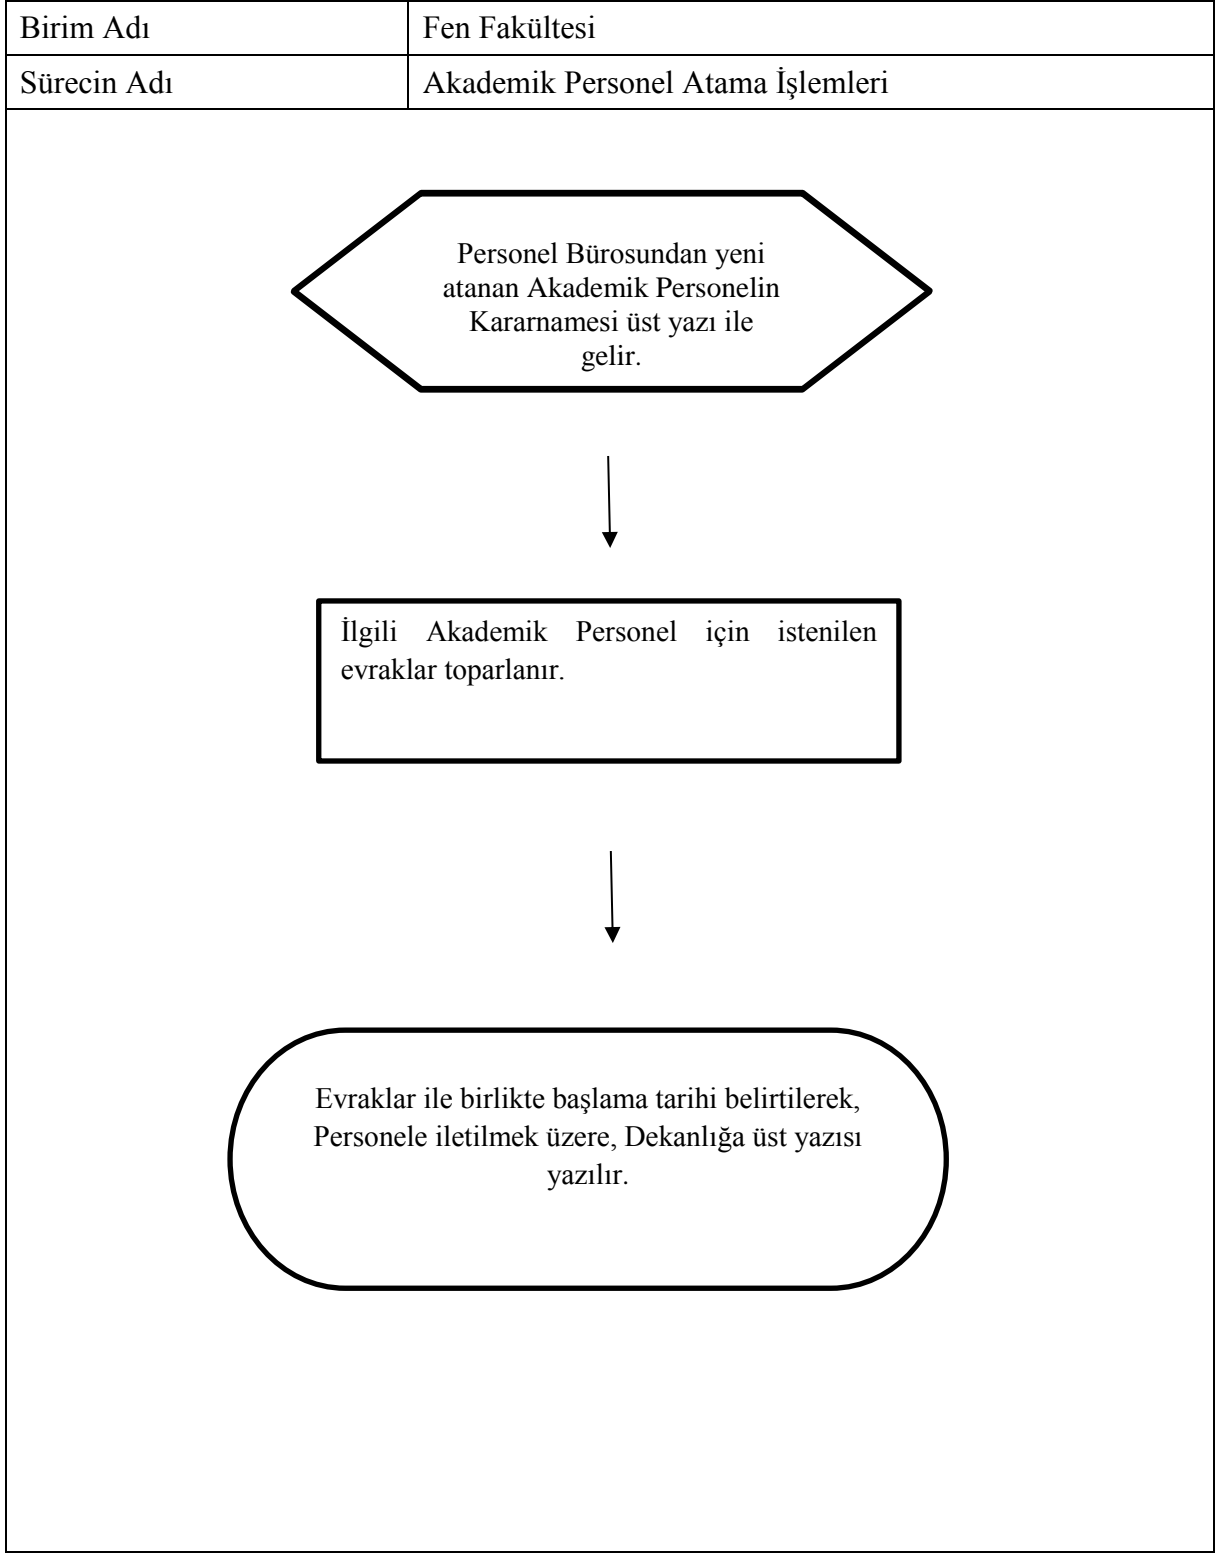 Birim Adı Fen Fakültesi
Sürecin Adı Akademik Personel Atama İşlemleri
Personel Bürosundan yeni
atanan Akademik Personelin
Kararnamesi üst yazı ile
gelir.
İlgili Akademik Personel için istenilen
evraklar toparlanır.
Evraklar ile birlikte başlama tarihi belirtilerek,
Personele iletilmek üzere, Dekanlığa üst yazısı
yazılır.